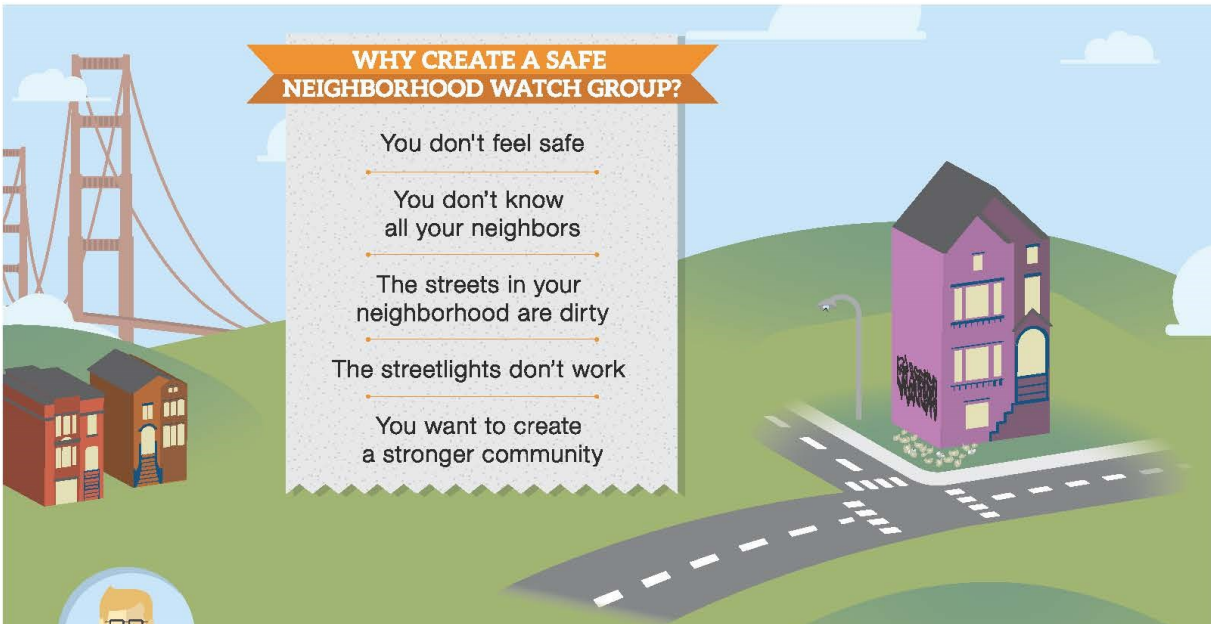 WHY CREATE A SAFE
NEIGHBORHOOD WATCH GROUP?
You don't feel safe
You don't know
all your neighbors
The streets in your
neighborhood are dirty
The streetlights don't work
You want to create
a stronger community